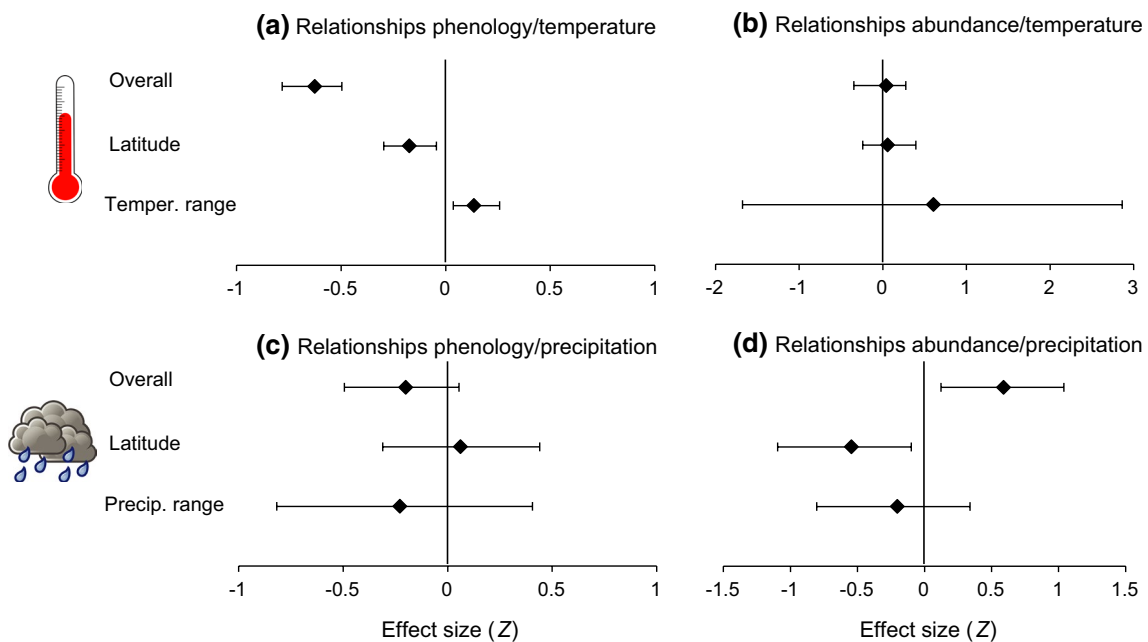 (a) Relationships phenology/temperature
Overall
Latitude
Temper. range
-1 -0.5 0 0.5 1
(b) Relationships abundance/temperature
-2 -1 0 1 2 3
(c) Relationships phenology/precipitation
Overall
Latitude
Precip. range
-1 -0.5 0 0.5 1
Effect size (Z)
(d) Relationships abundance/precipitation
-1.5 -1 -0.5 0 0.5 1 1.5
Effect size (Z)